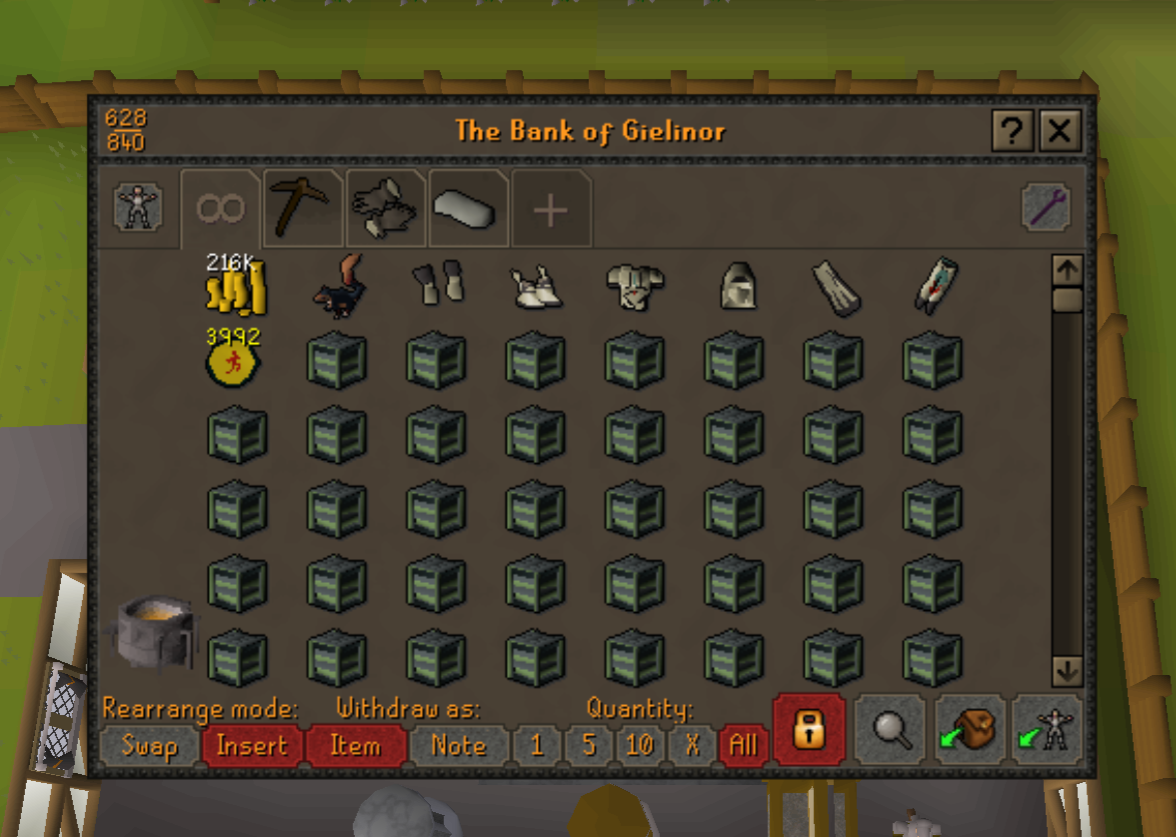 628
840
The Bank of Gielinor
?
X
∞
+
216K
3992
Rearrange mode:
Withdraw as:
Quantity:
Swap
Insert
Item
Note
1
5
10
X
All